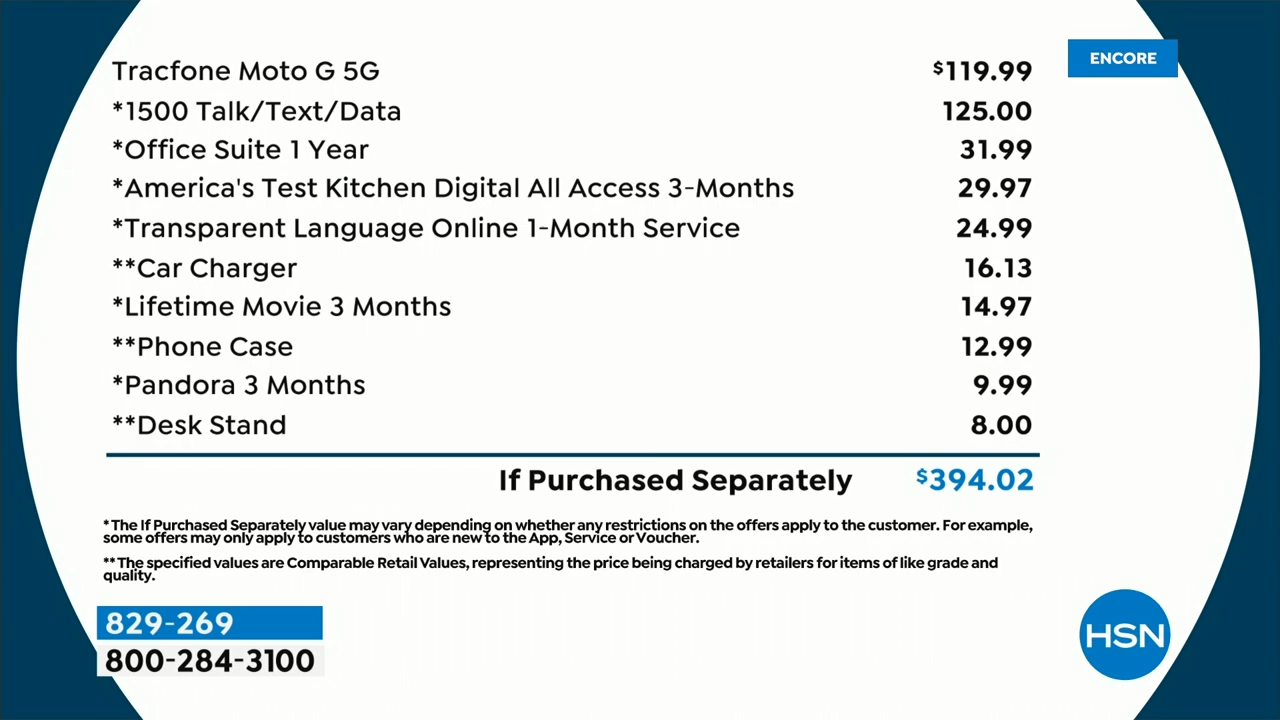 ENCORE
Tracfone Moto G 5G $119.99
*1500 Talk/Text/Data 125.00
*Office Suite 1 Year 31.99
*America's Test Kitchen Digital All Access 3-Months 29.97
*Transparent Language Online 1-Month Service 24.99
**Car Charger 16.13
*Lifetime Movie 3 Months 14.97
**Phone Case 12.99
*Pandora 3 Months 9.99
**Desk Stand 8.00
If Purchased Separately $394.02
* The If Purchased Separately value may vary depending on whether any restrictions on the offers apply to the customer. For example,
some offers may only apply to customers who are new to the App, Service or Voucher.
** The specified values are Comparable Retail Values, representing the price being charged by retailers for items of like grade and
quality.
829-269
800-284-3100
HSN